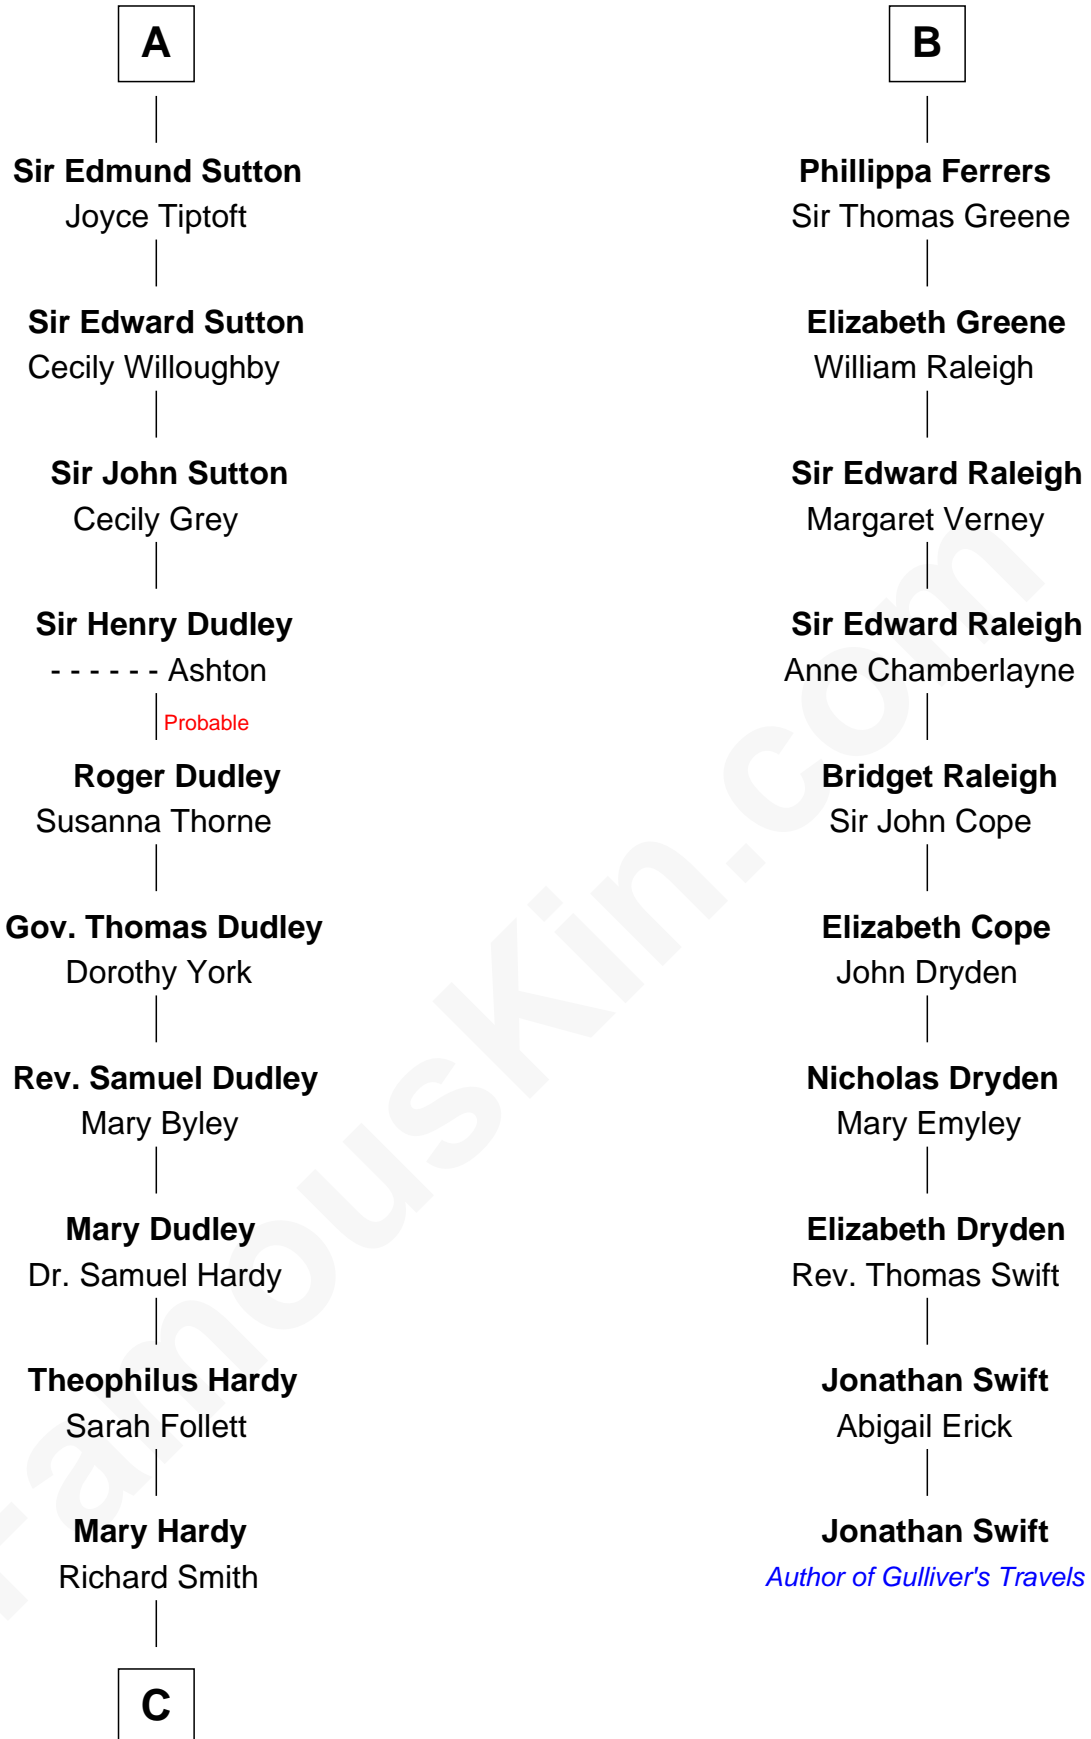 A
Sir Edmund Sutton
Joyce Tiptoft
Sir Edward Sutton
Cecily Willoughby
Sir John Sutton
Cecily Grey
Sir Henry Dudley
- - - - - - Ashton
Probable
Roger Dudley
Susanna Thorne
Gov. Thomas Dudley
Dorothy York
Rev. Samuel Dudley
Mary Byley
Mary Dudley
Dr. Samuel Hardy
Theophilus Hardy
Sarah Follett
Mary Hardy
Richard Smith
C
B
Phillippa Ferrers
Sir Thomas Greene
Elizabeth Greene
William Raleigh
Sir Edward Raleigh
Margaret Verney
Sir Edward Raleigh
Anne Chamberlayne
Bridget Raleigh
Sir John Cope
Elizabeth Cope
John Dryden
Nicholas Dryden
Mary Emyley
Elizabeth Dryden
Rev. Thomas Swift
Jonathan Swift
Abigail Erick
Jonathan Swift
Author of Gulliver's Travels
FamousKin.com